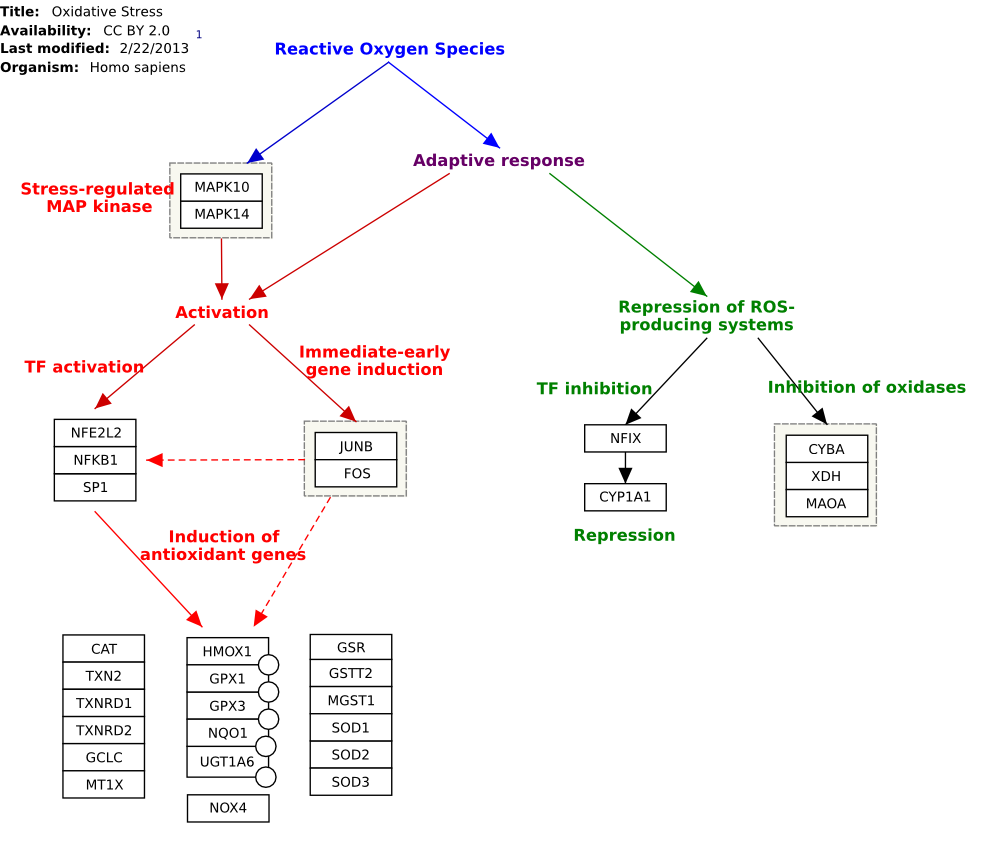 Title: Oxidative Stress
Availability: CC BY 2.0 1
Last modified: 2/22/2013
Organism: Homo sapiens
Reactive Oxygen Species
Adaptive response
Stress-regulated
MAP kinase
MAPK10
MAPK14
Activation
Repression of ROS-
producing systems
TF activation
Immediate-early
gene induction
TF inhibition
Inhibition of oxidases
NFE2L2
NFKB1
SP1
JUNB
FOS
NFIX
CYP1A1
Repression
CYBA
XDH
MAOA
Induction of
antioxidant genes
CAT
TXN2
TXNRD1
TXNRD2
GCLC
MT1X
HMOX1
GPX1
GPX3
NQO1
UGT1A6
NOX4
GSR
GSTT2
MGST1
SOD1
SOD2
SOD3